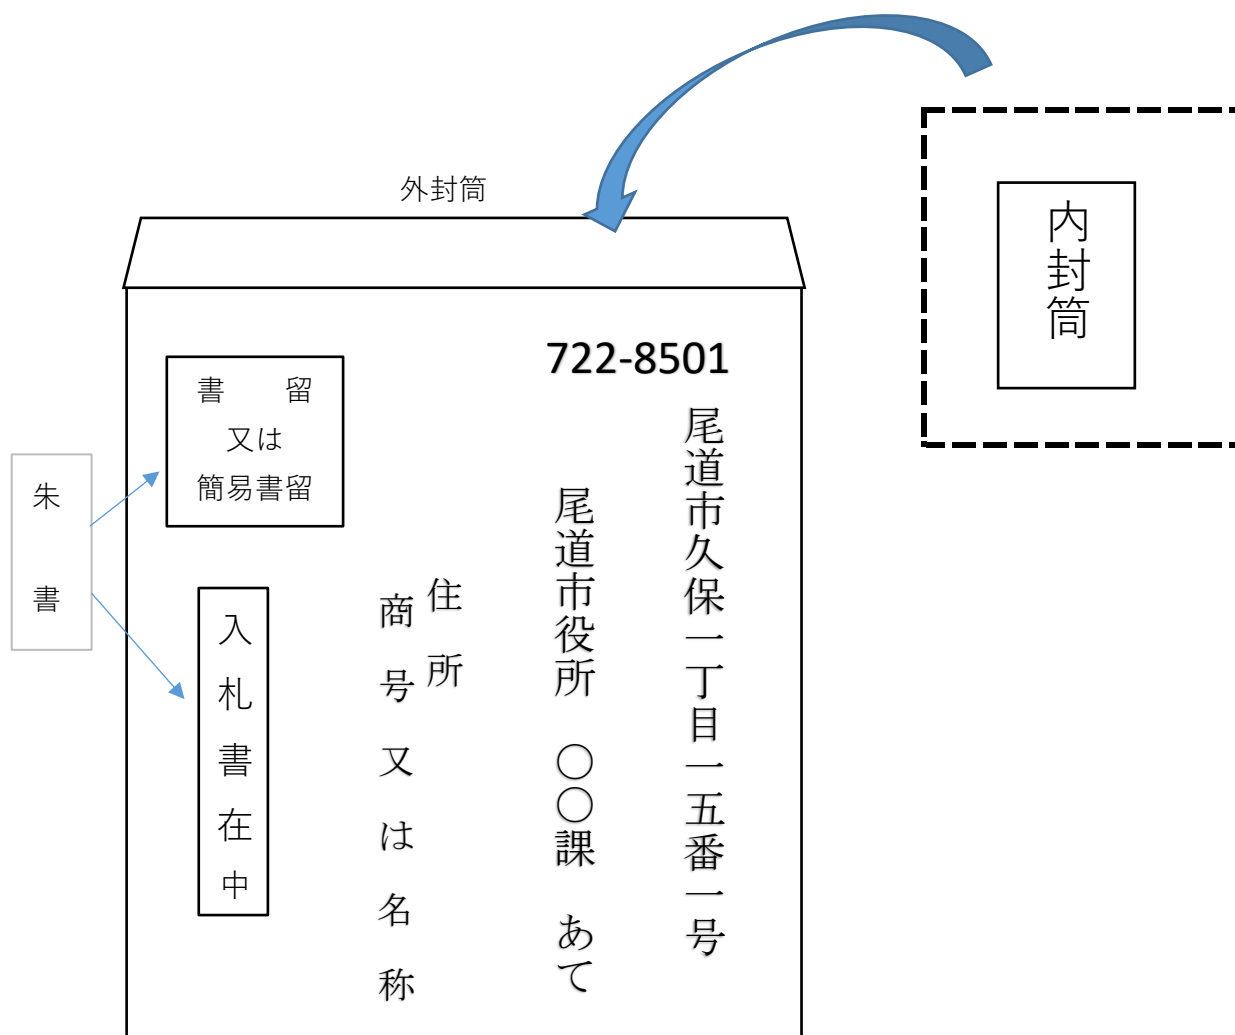 外封筒
内封筒
722-8501
尾道市久保一丁目一五番一号
尾道市役所　〇〇課　あて
住所
商号又は名称
書　留
又は
簡易書留
入札書在中
朱書